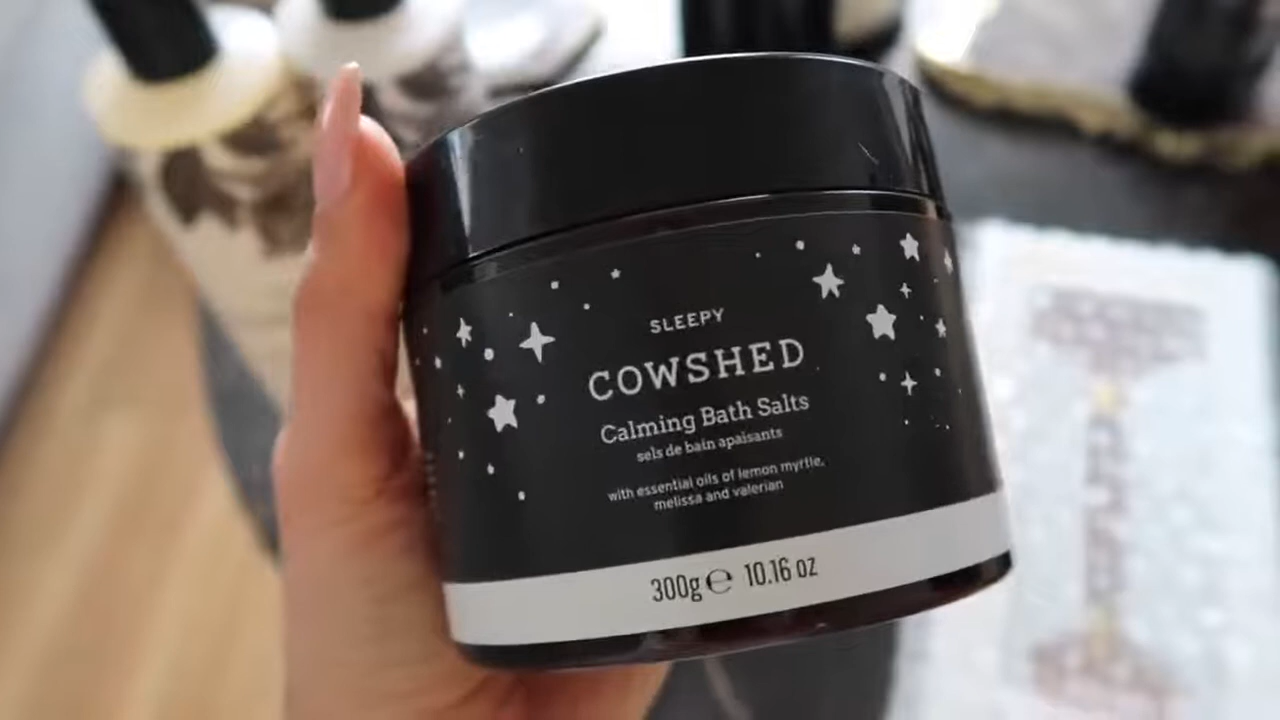 SLEEPY
COWSHED
Calming Bath Salts
sels de bain apaisants
with essential oils of lemon myrtle,
melissa and valerian
300g ℮ 10.16 oz